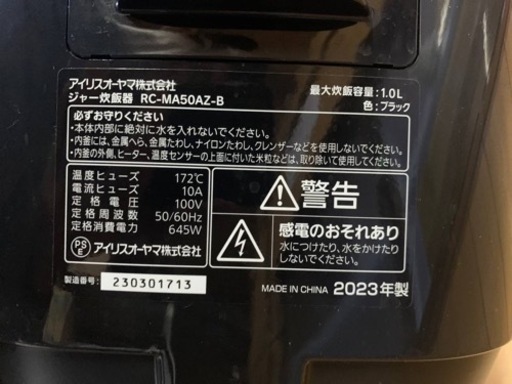 アイリスオーヤマ株式会社
ジャー炊飯器 RC-MA50AZ-B
最大炊飯容量:1.0L
色:ブラック
必ずお守りください
・本体内部に絶対に水を入れないでください。
・内釜には、金属へら、金属たわし、ナイロンたわし、クレンザーなどを使用しないでください。
・内釜の外側、ヒーター、温度センサーの上面に付いた米粒などは、取り除いて使用してください。
温度ヒューズ 172℃
電流ヒューズ 10A
定格電圧 100V
定格周波数 50/60Hz
定格消費電力 645W
PSE アイリスオーヤマ株式会社
製造番号: 230301713
警告
感電のおそれあり
水につけたり、水をかけたり
しないでください。
MADE IN CHINA 2023年製